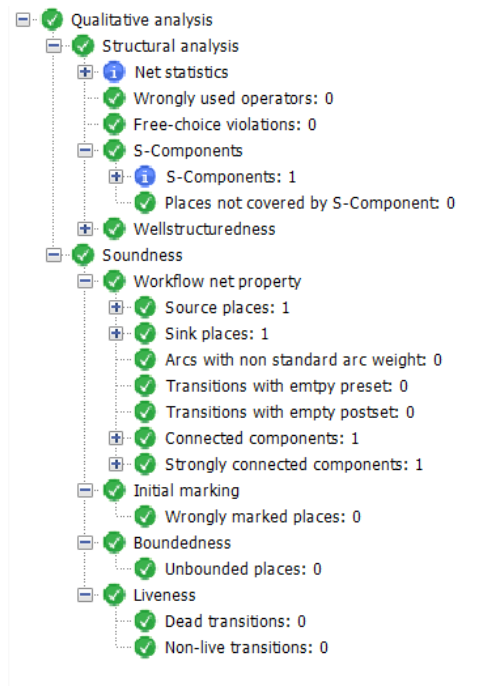 Qualitative analysis
Structural analysis
Net statistics
Wrongly used operators: 0
Free-choice violations: 0
S-Components
S-Components: 1
Places not covered by S-Component: 0
Wellstructuredness
Soundness
Workflow net property
Source places: 1
Sink places: 1
Arcs with non standard arc weight: 0
Transitions with emtpy preset: 0
Transitions with empty postset: 0
Connected components: 1
Strongly connected components: 1
Initial marking
Wrongly marked places: 0
Boundedness
Unbounded places: 0
Liveness
Dead transitions: 0
Non-live transitions: 0